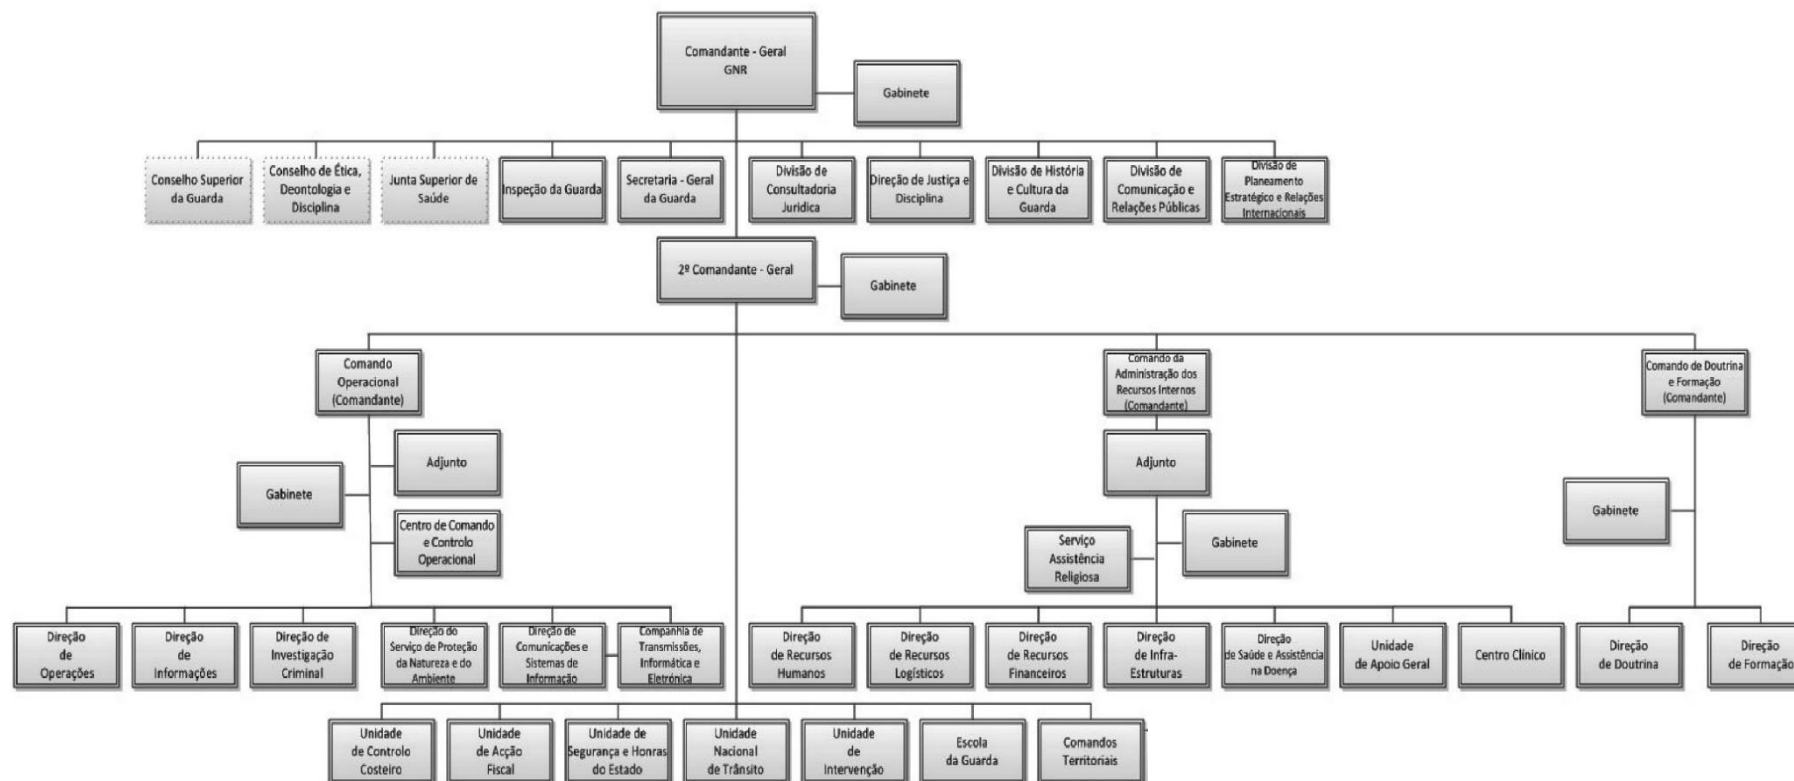 Comandante - Geral
GNR
Gabinete
Conselho Superior
da Guarda
Conselho de Ética,
Deontologia e
Disciplina
Junta Superior de
Saúde
Inspeção da Guarda
Secretaria - Geral
da Guarda
Divisão de
Consultadoria
Juridica
Direção de Justiça e
Disciplina
Divisão de História
e Cultura da
Guarda
Divisão de
Comunicação e
Relações Públicas
Divisão de
Planeamento
Estratégico e Relações
Internacionais
2º Comandante - Geral
Gabinete
Comando
Operacional
(Comandante)
Comando da
Administração dos
Recursos Internos
(Comandante)
Comando de Doutrina
e Formação
(Comandante)
Adjunto
Gabinete
Centro de Comando
e Controlo
Operacional
Adjunto
Serviço
Assistência
Religiosa
Gabinete
Gabinete
Direção
de
Operações
Direção
de
Informações
Direção de
Investigação
Criminal
Direção do
Serviço de Proteção
da Natureza e do
Ambiente
Direção de
Comunicações e
Sistemas de
Informação
Companhia de
Transmissões,
Informática e
Eletrónica
Direção
de Recursos
Humanos
Direção
de Recursos
Logísticos
Direção
de Recursos
Financeiros
Direção
de Infra-
Estruturas
Direção
de Saúde e Assistência
na Doença
Unidade
de Apoio Geral
Centro Clínico
Direção
de Doutrina
Direção
de Formação
Unidade
de Controlo
Costeiro
Unidade
de Acção
Fiscal
Unidade de
Segurança e Honras
do Estado
Unidade
Nacional
de Trânsito
Unidade
de
Intervenção
Escola
da Guarda
Comandos
Territoriais